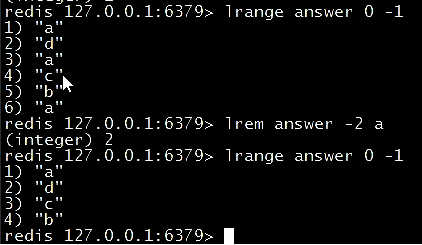 redis 127.0.0.1:6379> lrange answer 0 -1
1) "a"
2) "d"
3) "a"
4) "c"
5) "b"
6) "a"
redis 127.0.0.1:6379> lrem answer -2 a
(integer) 2
redis 127.0.0.1:6379> lrange answer 0 -1
1) "a"
2) "d"
3) "c"
4) "b"
redis 127.0.0.1:6379>